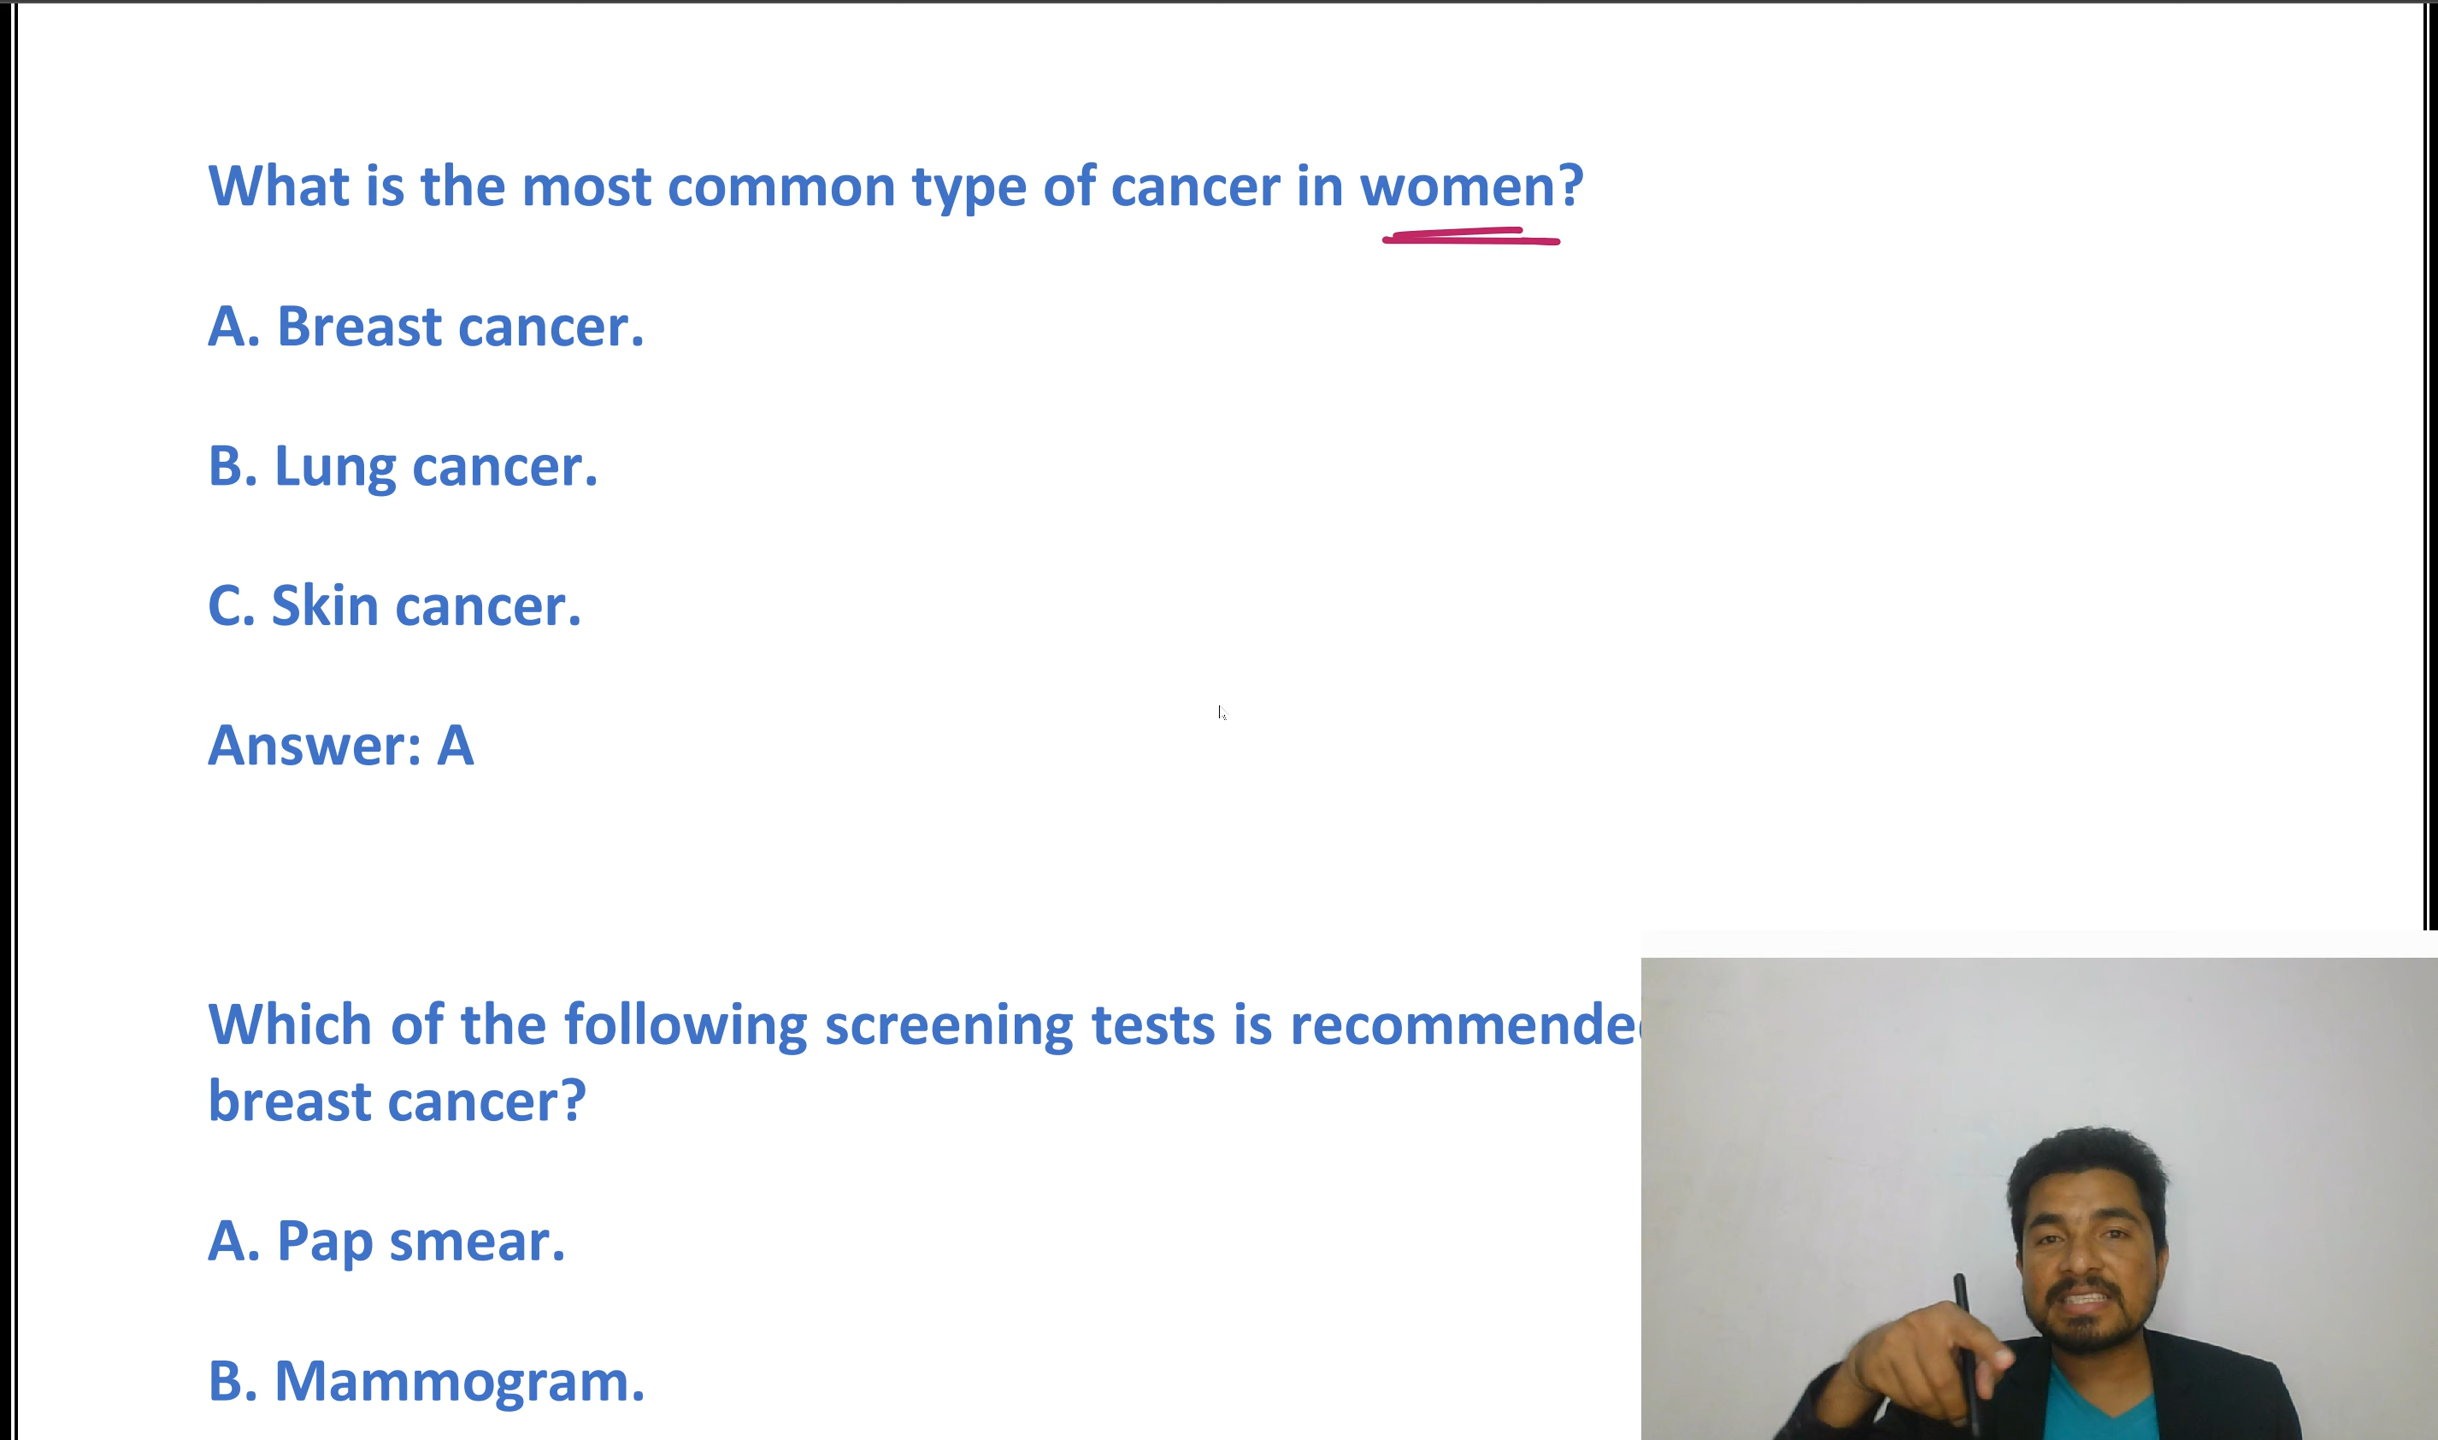 What is the most common type of cancer in women?
A. Breast cancer.
B. Lung cancer.
C. Skin cancer.
Answer: A
Which of the following screening tests is
breast cancer?
A. Pap smear.
B. Mammogram.